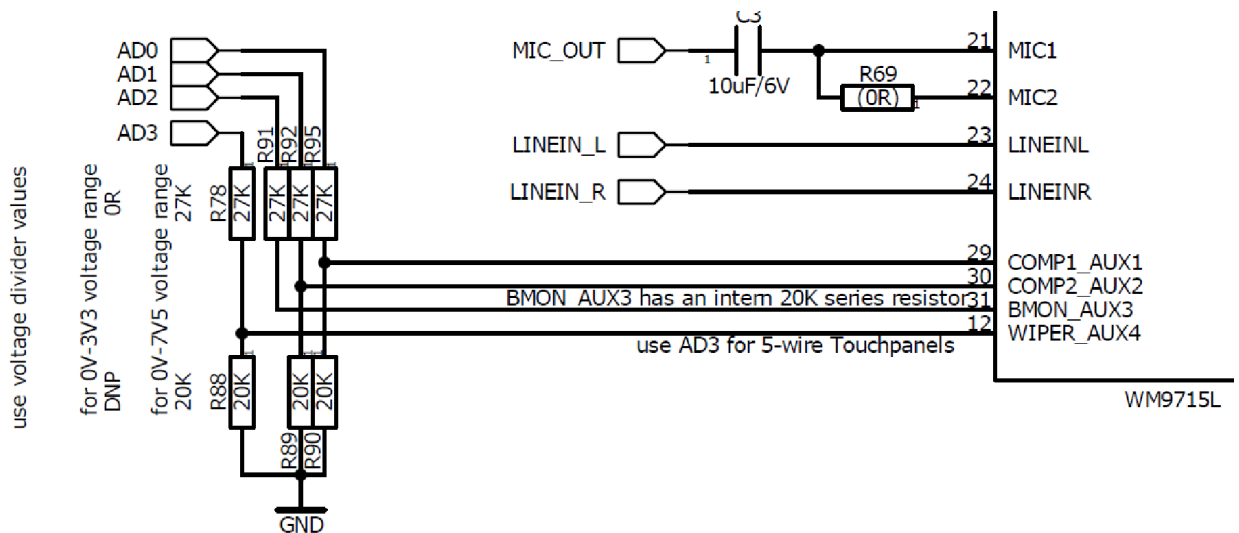 AD0
AD1
AD2
AD3
R91
R92
R95
R78
27K
27K
27K
27K
use voltage divider values
for 0V-3V3 voltage range
DNP 0R
for 0V-7V5 voltage range
20K 27K
R88
20K
20K
20K
R89
R90
GND
MIC_OUT
1
C3
10uF/6V
R69
(0R)
1
LINEIN_L
LINEIN_R
21 MIC1
22 MIC2
23 LINEINL
24 LINEINR
29 COMP1_AUX1
30 COMP2_AUX2
BMON_AUX3 has an intern 20K series resistor
31 BMON_AUX3
12 WIPER_AUX4
use AD3 for 5-wire Touchpanels
WM9715L